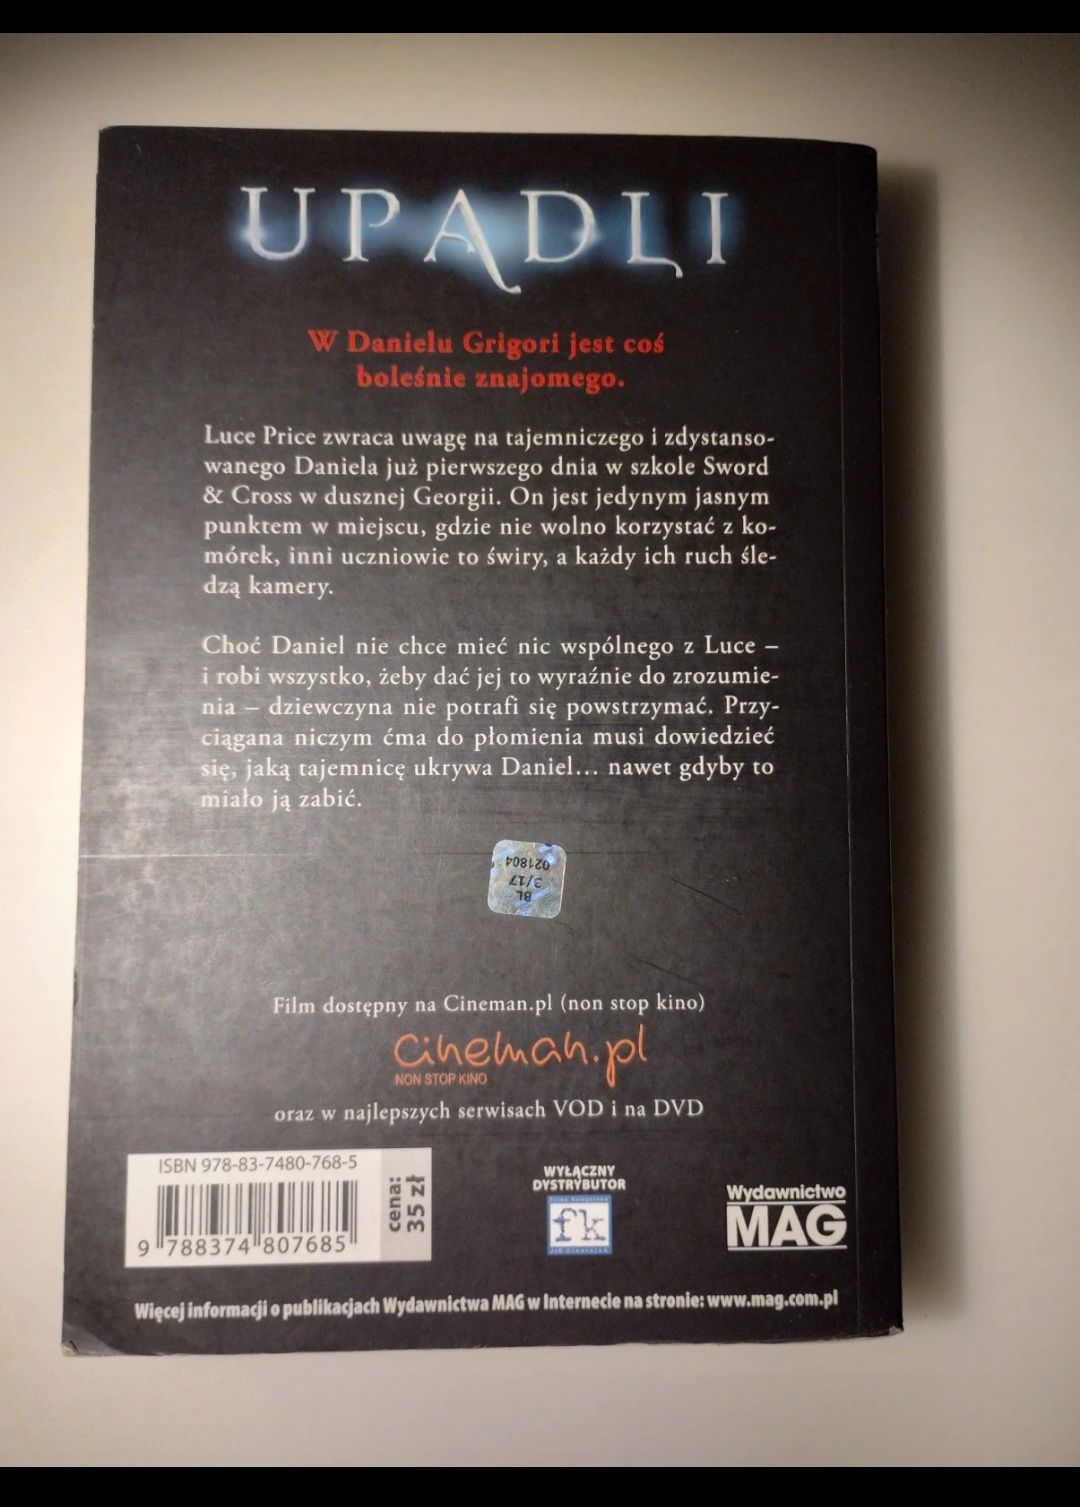 UPADLI
W Danielu Grigori jest coś
boleśnie znajomego.
Luce Price zwraca uwagę na tajemniczego i zdystanso-
wanego Daniela już pierwszego dnia w szkole Sword
& Cross w dusznej Georgii. On jest jedynym jasnym
punktem w miejscu, gdzie nie wolno korzystać z ko-
mórek, inni uczniowie to świry, a każdy ich ruch śle-
dzą kamery.
Choć Daniel nie chce mieć nic wspólnego z Luce –
i robi wszystko, żeby dać jej to wyraźnie do zrozumie-
nia – dziewczyna nie potrafi się powstrzymać. Przy-
ciągana niczym ćma do płomienia musi dowiedzieć
się, jaką tajemnicę ukrywa Daniel... nawet gdyby to
miało ją zabić.
BL
3/17
021804
Film dostępny na Cineman.pl (non stop kino)
cineman.pl
NON STOP KINO
oraz w najlepszych serwisach VOD i na DVD
ISBN 978-83-7480-768-5
cena:
35 zł
9 788374 807685
WYŁĄCZNY
DYSTRYBUTOR
firma księgarska
fk
Wydawnictwo
MAG
Więcej informacji o publikacjach Wydawnictwa MAG w Internecie na stronie: www.mag.com.pl